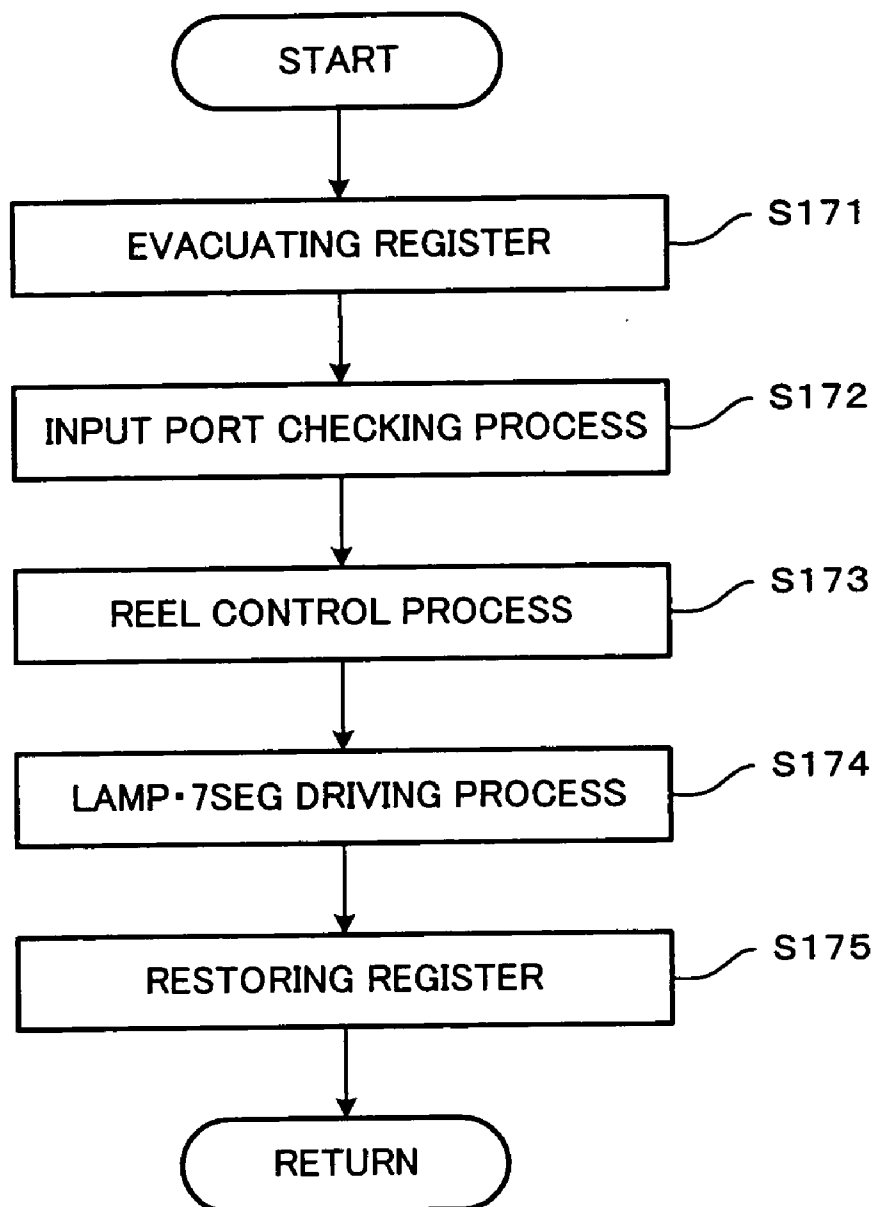 START
EVACUATING REGISTER
S171
INPUT PORT CHECKING PROCESS
S172
REEL CONTROL PROCESS
S173
LAMP・7SEG DRIVING PROCESS
S174
RESTORING REGISTER
S175
RETURN